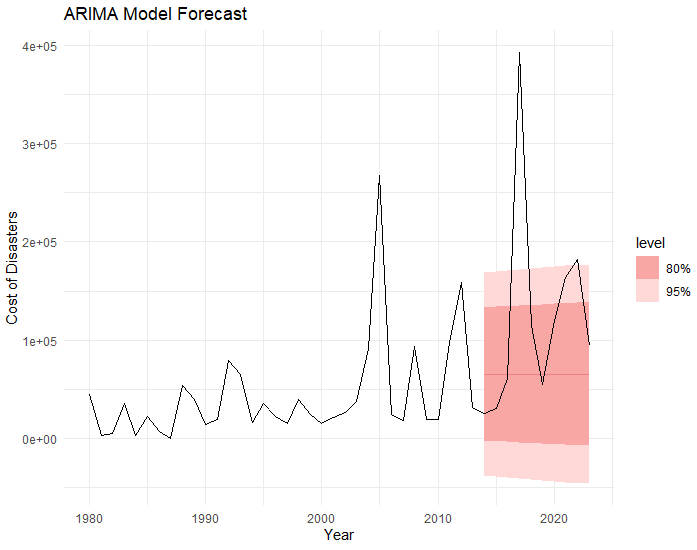 ARIMA Model Forecast
Cost of Disasters
4e+05
3e+05
2e+05
1e+05
0e+00
1980
1990
2000
2010
2020
Year
level
80%
95%